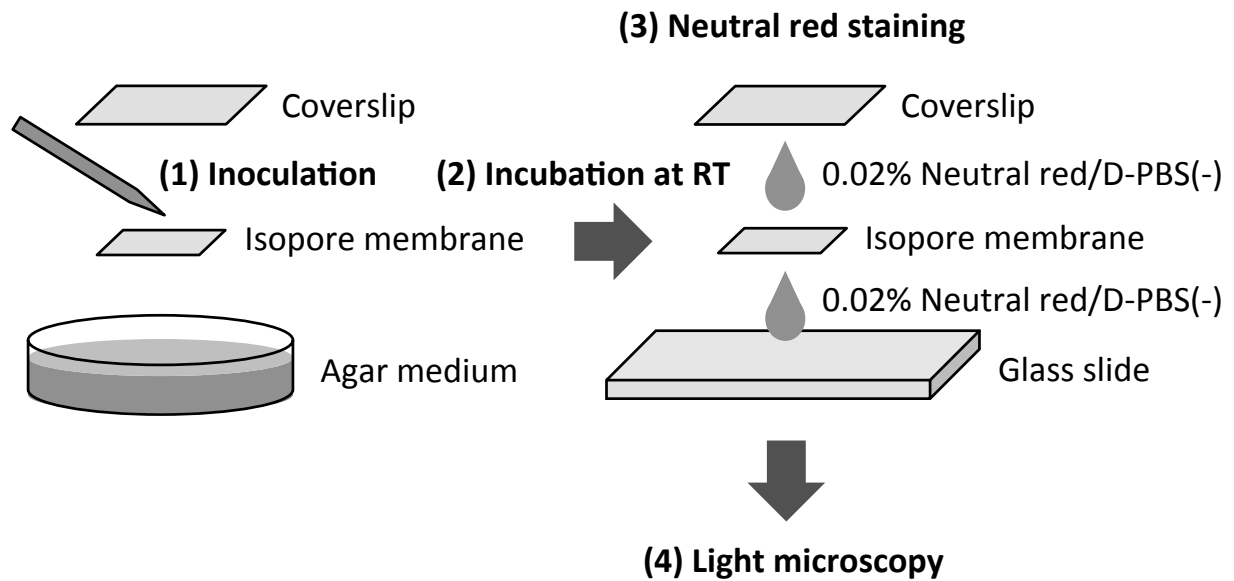 (3) Neutral red staining
Coverslip
Coverslip
(1) Inoculation
(2) Incubation at RT
0.02% Neutral red/D-PBS(-)
Isopore membrane
Isopore membrane
0.02% Neutral red/D-PBS(-)
Agar medium
Glass slide
(4) Light microscopy